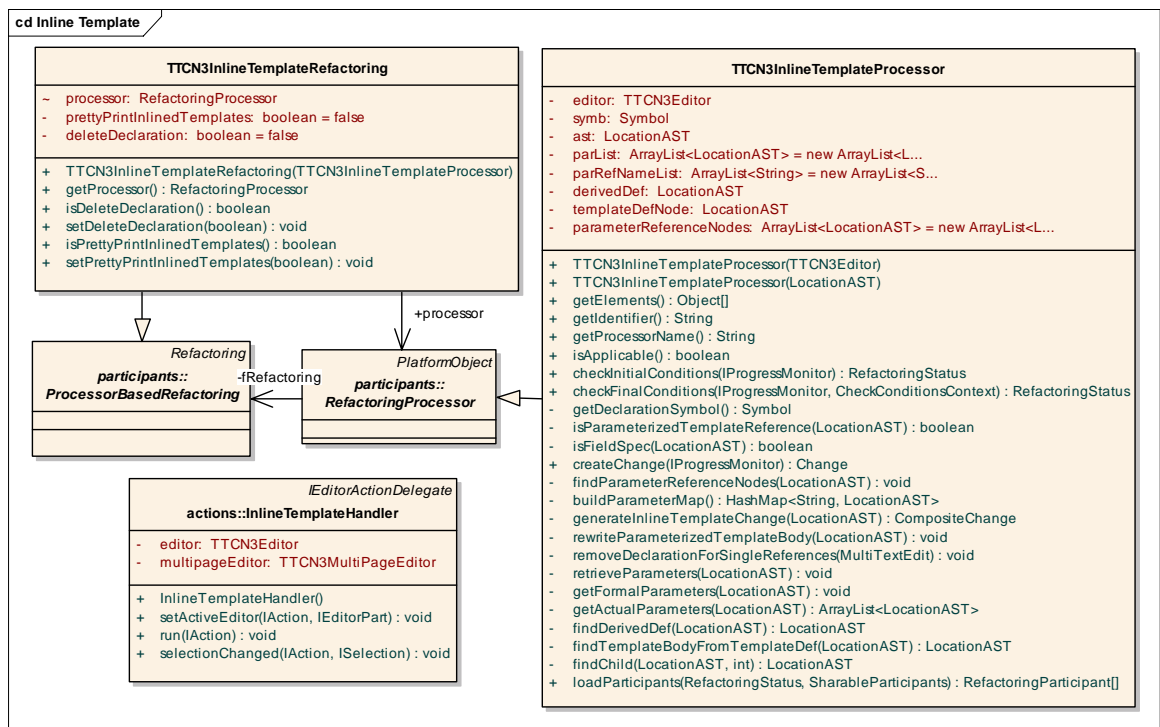 cd Inline Template
TTCN3InlineTemplateRefactoring
~ processor: RefactoringProcessor
- prettyPrintInlinedTemplates: boolean = false
- deleteDeclaration: boolean = false
+ TTCN3InlineTemplateRefactoring(TTCN3InlineTemplateProcessor)
+ getProcessor() : RefactoringProcessor
+ isDeleteDeclaration() : boolean
+ setDeleteDeclaration(boolean) : void
+ isPrettyPrintInlinedTemplates() : boolean
+ setPrettyPrintInlinedTemplates(boolean) : void
+processor
Refactoring
participants::
ProcessorBasedRefactoring
-fRefactoring
PlatformObject
participants::
RefactoringProcessor
IEditorActionDelegate
actions::InlineTemplateHandler
- editor: TTCN3Editor
- multipageEditor: TTCN3MultiPageEditor
+ InlineTemplateHandler()
+ setActiveEditor(IAction, IEditorPart) : void
+ run(IAction) : void
+ selectionChanged(IAction, ISelection) : void
TTCN3InlineTemplateProcessor
- editor: TTCN3Editor
- symb: Symbol
- ast: LocationAST
- parList: ArrayList<LocationAST> = new ArrayList<L...
- parRefNameList: ArrayList<String> = new ArrayList<S...
- derivedDef: LocationAST
- templateDefNode: LocationAST
- parameterReferenceNodes: ArrayList<LocationAST> = new ArrayList<L...
+ TTCN3InlineTemplateProcessor(TTCN3Editor)
+ TTCN3InlineTemplateProcessor(LocationAST)
+ getElements() : Object[]
+ getIdentifier() : String
+ getProcessorName() : String
+ isApplicable() : boolean
+ checkInitialConditions(IProgressMonitor) : RefactoringStatus
+ checkFinalConditions(IProgressMonitor, CheckConditionsContext) : RefactoringStatus
- getDeclarationSymbol() : Symbol
- isParameterizedTemplateReference(LocationAST) : boolean
- isFieldSpec(LocationAST) : boolean
+ createChange(IProgressMonitor) : Change
- findParameterReferenceNodes(LocationAST) : void
- buildParameterMap() : HashMap<String, LocationAST>
- generateInlineTemplateChange(LocationAST) : CompositeChange
- rewriteParameterizedTemplateBody(LocationAST) : void
- removeDeclarationForSingleReferences(MultiTextEdit) : void
- retrieveParameters(LocationAST) : void
- getFormalParameters(LocationAST) : void
- getActualParameters(LocationAST) : ArrayList<LocationAST>
- findDerivedDef(LocationAST) : LocationAST
- findTemplateBodyFromTemplateDef(LocationAST) : LocationAST
- findChild(LocationAST, int) : LocationAST
+ loadParticipants(RefactoringStatus, SharableParticipants) : RefactoringParticipant[]